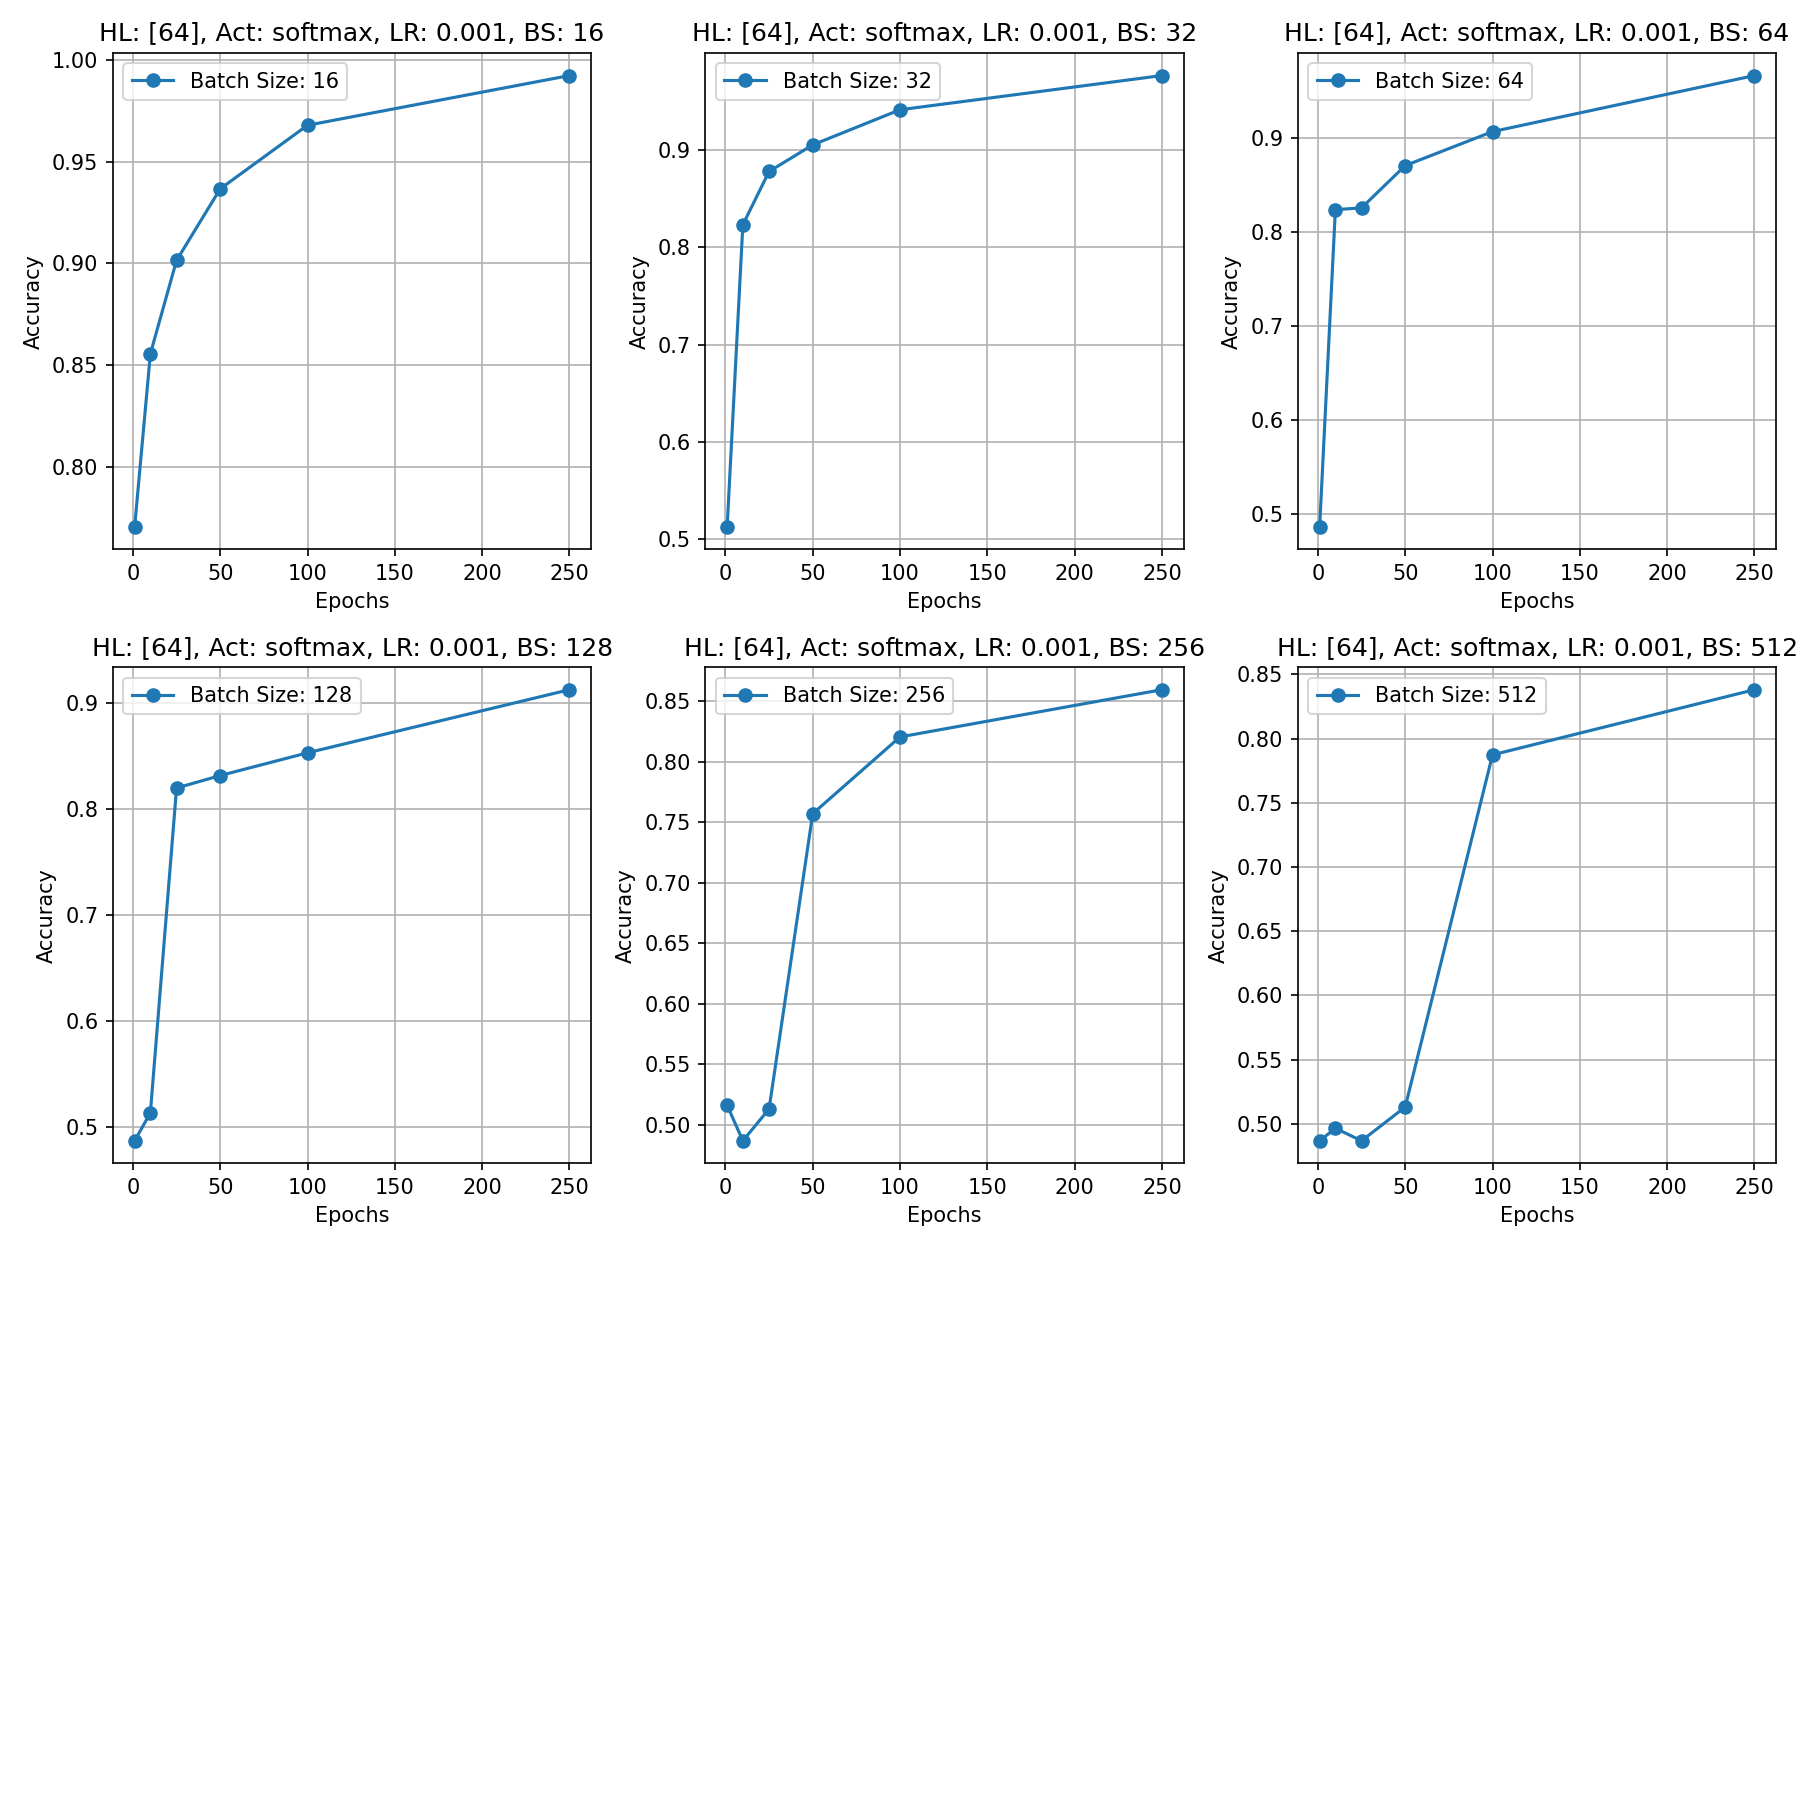 HL: [64], Act: softmax, LR: 0.001, BS: 16
Batch Size: 16
1.00
0.95
0.90
0.85
0.80
Accuracy
0 50 100 150 200 250
Epochs
HL: [64], Act: softmax, LR: 0.001, BS: 32
Batch Size: 32
0.9
0.8
0.7
0.6
0.5
Accuracy
0 50 100 150 200 250
Epochs
HL: [64], Act: softmax, LR: 0.001, BS: 64
Batch Size: 64
0.9
0.8
0.7
0.6
0.5
Accuracy
0 50 100 150 200 250
Epochs
HL: [64], Act: softmax, LR: 0.001, BS: 128
Batch Size: 128
0.9
0.8
0.7
0.6
0.5
Accuracy
0 50 100 150 200 250
Epochs
HL: [64], Act: softmax, LR: 0.001, BS: 256
Batch Size: 256
0.85
0.80
0.75
0.70
0.65
0.60
0.55
0.50
Accuracy
0 50 100 150 200 250
Epochs
HL: [64], Act: softmax, LR: 0.001, BS: 512
Batch Size: 512
0.85
0.80
0.75
0.70
0.65
0.60
0.55
0.50
Accuracy
0 50 100 150 200 250
Epochs